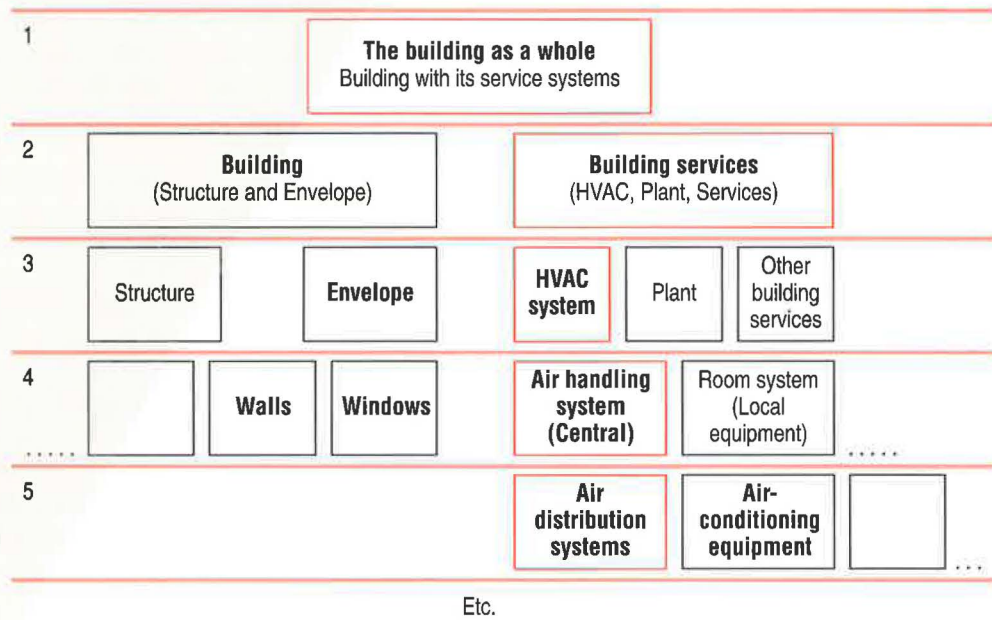 1
The building as a whole
Building with its service systems
2
Building
(Structure and Envelope)
Building services
(HVAC, Plant, Services)
3
Structure
Envelope
HVAC
system
Plant
Other
building
services
4
.....
Walls
Windows
Air handling
system
(Central)
Room system
(Local
equipment)
.....
5
Air
distribution
systems
Air-
conditioning
equipment
...
Etc.